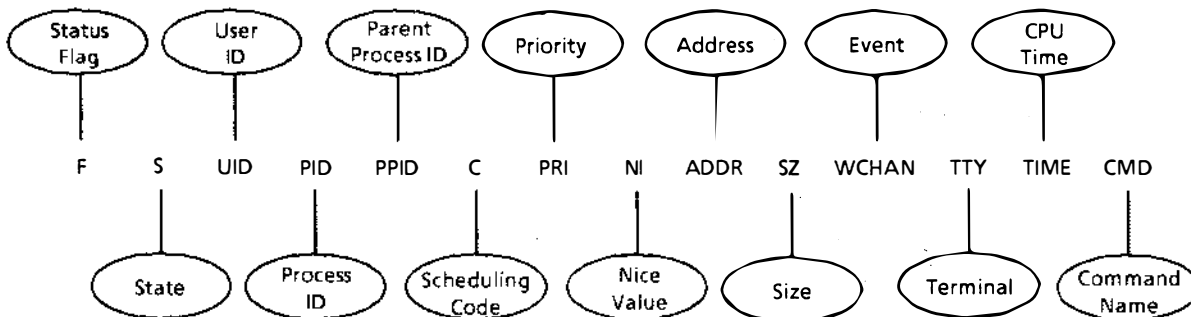 Status
Flag
User
ID
Parent
Process ID
Priority
Address
Event
CPU
Time
F S UID PID PPID C PRI NI ADDR SZ WCHAN TTY TIME CMD
State
Process
ID
Scheduling
Code
Nice
Value
Size
Terminal
Command
Name